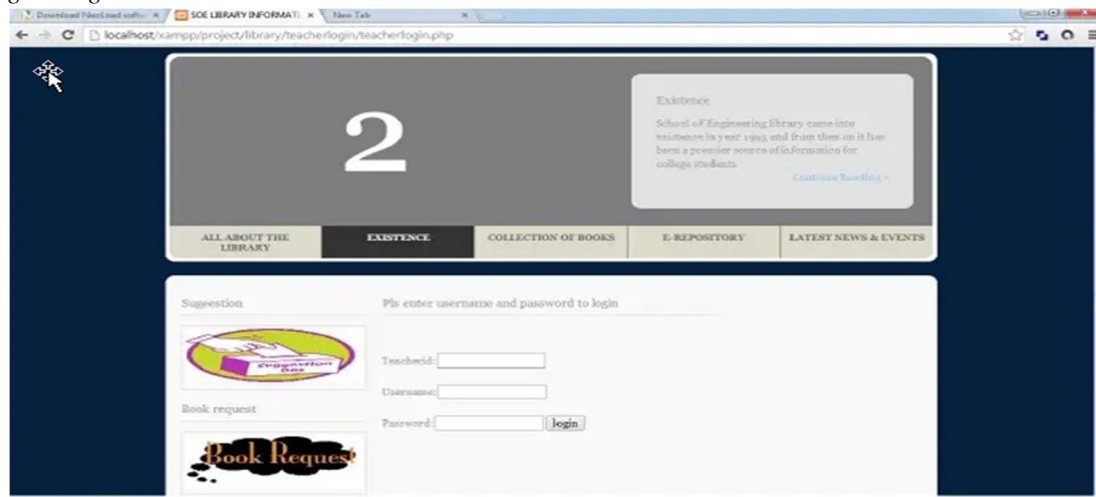 Download NeoLoad softw
SOE LIBRARY INFORMATI
New Tab
localhost/xampp/project/library/teacherlogin/teacherlogin.php
2
Existence
School of Engineering library came into
existence in year 1995 and from then on it has
been a premier source of information for
college students
Continue Reading »
ALL ABOUT THE
LIBRARY
EXISTENCE
COLLECTION OF BOOKS
E-REPOSITORY
LATEST NEWS & EVENTS
Sugeestion
Pls enter username and password to login
Suggestion
Box
Teacherid:
Username:
Book request
Password:
login
Book Request